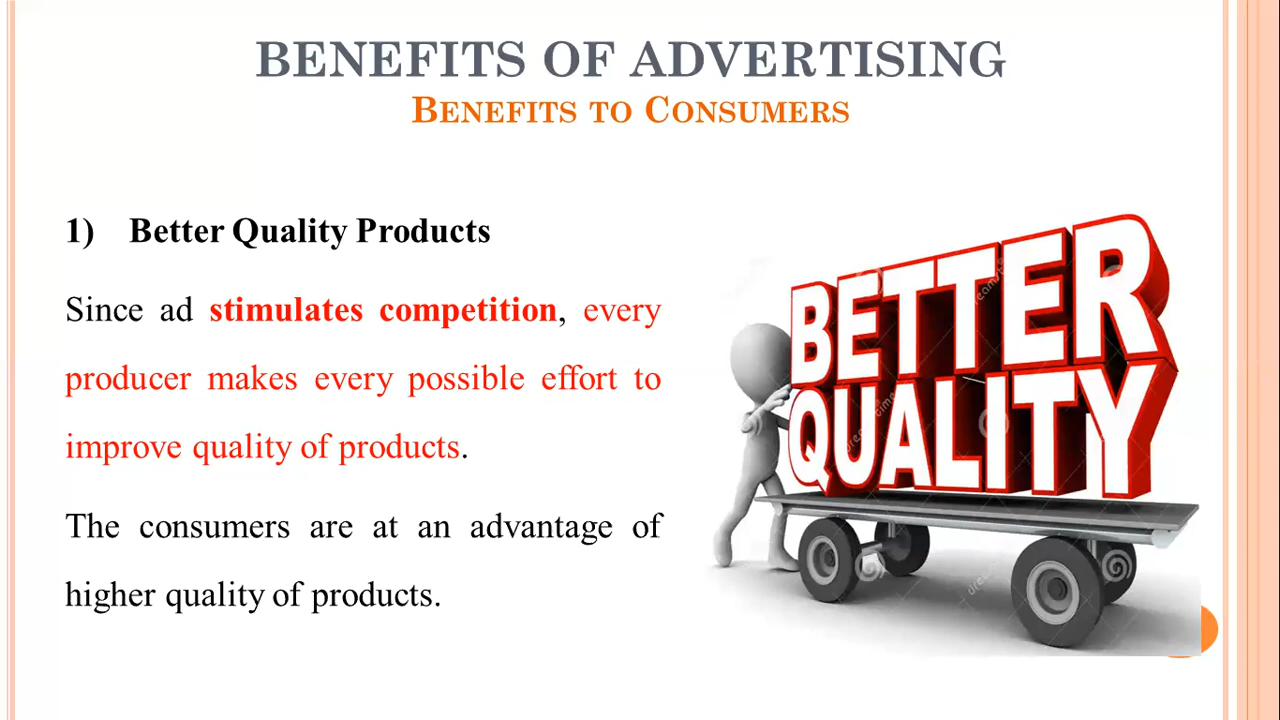 BENEFITS OF ADVERTISING
BENEFITS TO CONSUMERS
1) Better Quality Products
Since ad stimulates competition, every
producer makes every possible effort to
improve quality of products.
The consumers are at an advantage of
higher quality of products.
BETTER
QUALITY